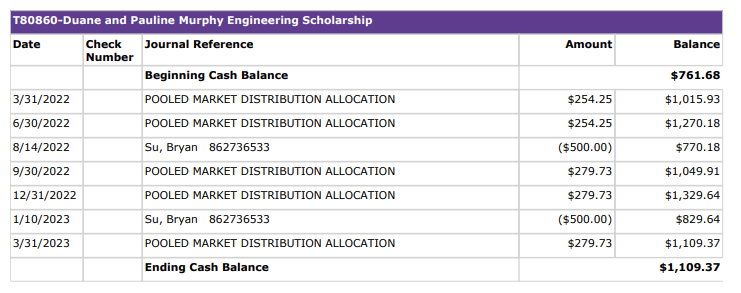 T80860-Duane and Pauline Murphy Engineering Scholarship
Date Check Number Journal Reference Amount Balance
Beginning Cash Balance $761.68
3/31/2022 POOLED MARKET DISTRIBUTION ALLOCATION $254.25 $1,015.93
6/30/2022 POOLED MARKET DISTRIBUTION ALLOCATION $254.25 $1,270.18
8/14/2022 Su, Bryan 862736533 ($500.00) $770.18
9/30/2022 POOLED MARKET DISTRIBUTION ALLOCATION $279.73 $1,049.91
12/31/2022 POOLED MARKET DISTRIBUTION ALLOCATION $279.73 $1,329.64
1/10/2023 Su, Bryan 862736533 ($500.00) $829.64
3/31/2023 POOLED MARKET DISTRIBUTION ALLOCATION $279.73 $1,109.37
Ending Cash Balance $1,109.37